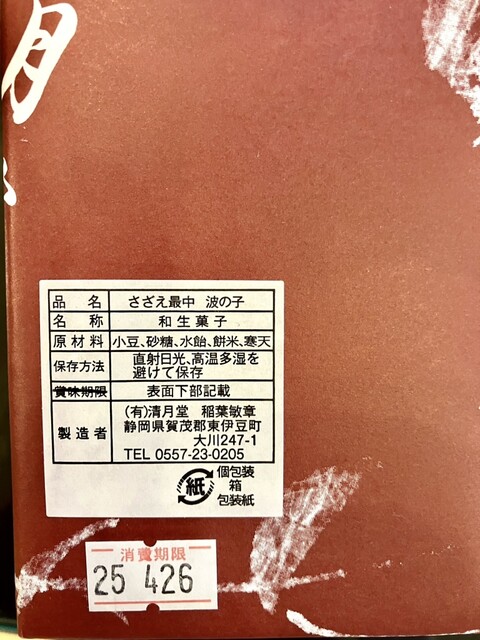 月
品名 さざえ最中 波の子
名称 和生菓子
原材料 小豆、砂糖、水飴、餅米、寒天
保存方法 直射日光、高温多湿を
避けて保存
賞味期限 表面下部記載
製造者 (有)清月堂 稲葉敏章
静岡県賀茂郡東伊豆町
大川247-1
TEL 0557-23-0205
紙 個包装
箱
包装紙
消費期限
25 426